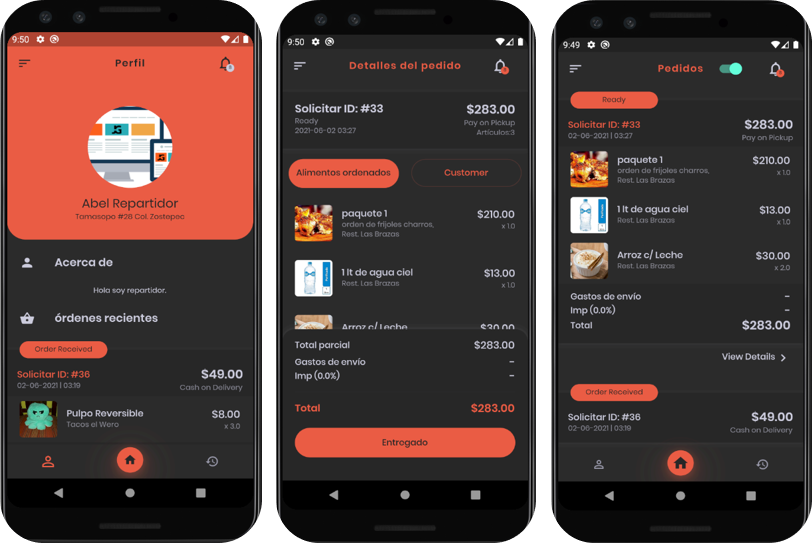 9:50
Perfil
Abel Repartidor
Tamosopo #28 Col. Zostepec
Acerca de
Hola soy repartidor.
órdenes recientes
Order Received
Solicitar ID: #36
$49.00
02-06-2021 | 03:19
Cash on Delivery
Pulpo Reversible
$8.00
Tacos el Wero
x 3.0
9:50
Detalles del pedido
Solicitar ID: #33
$283.00
Ready
Pay on Pickup
2021-06-02 03:27
Artículos:3
Alimentos ordenados
Customer
paquete 1
$210.00
orden de frijoles charros,
x 1.0
Rest. Las Brazas
1 lt de agua ciel
$13.00
Rest. Las Brazas
x 1.0
Arroz c/ Leche
$30.00
Total parcial
$283.00
Gastos de envío
-
Imp (0.0%)
-
Total
$283.00
Entrogado
9:49
Pedidos
Ready
Solicitar ID: #33
$283.00
02-06-2021 | 03:27
Pay on Pickup
paquete 1
$210.00
orden de frijoles charros,
x 1.0
Rest. Las Brazas
1 lt de agua ciel
$13.00
Rest. Las Brazas
x 1.0
Arroz c/ Leche
$30.00
Rest. Las Brazas
x 2.0
Gastos de envío
-
Imp (0.0%)
-
Total
$283.00
View Details
Order Received
Solicitar ID: #36
$49.00
02-06-2021 | 03:19
Cash on Delivery